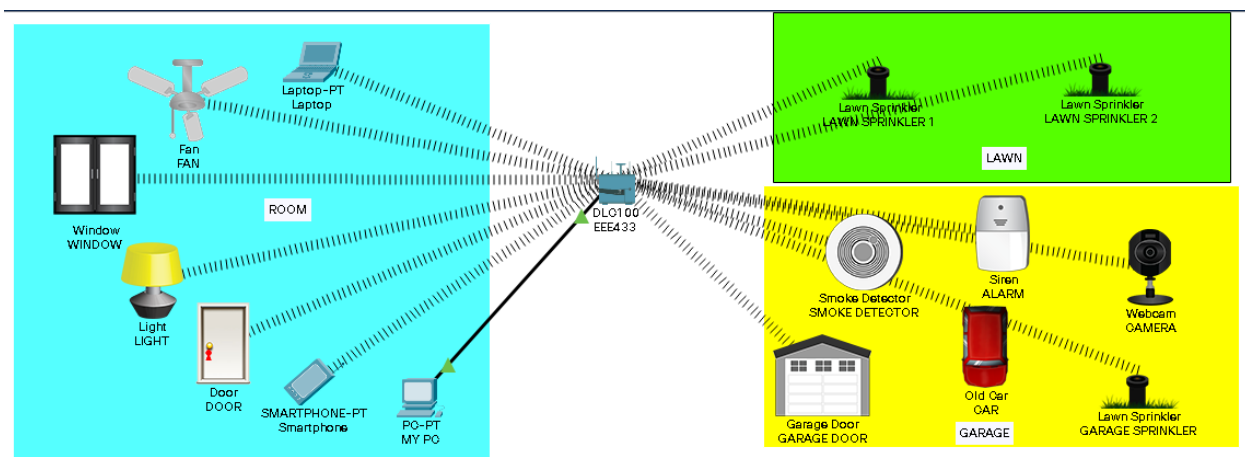 Laptop-PT
Laptop
Fan
FAN
Window
WINDOW
ROOM
Light
LIGHT
Door
DOOR
SMARTPHONE-PT
Smartphone
PC-PT
MY PC
DLC100
EEE433
Lawn Sprinkler
LAWN SPRINKLER 1
Lawn Sprinkler
LAWN SPRINKLER 2
LAWN
Smoke Detector
SMOKE DETECTOR
Siren
ALARM
Webcam
CAMERA
Garage Door
GARAGE DOOR
Old Car
CAR
GARAGE
Lawn Sprinkler
GARAGE SPRINKLER